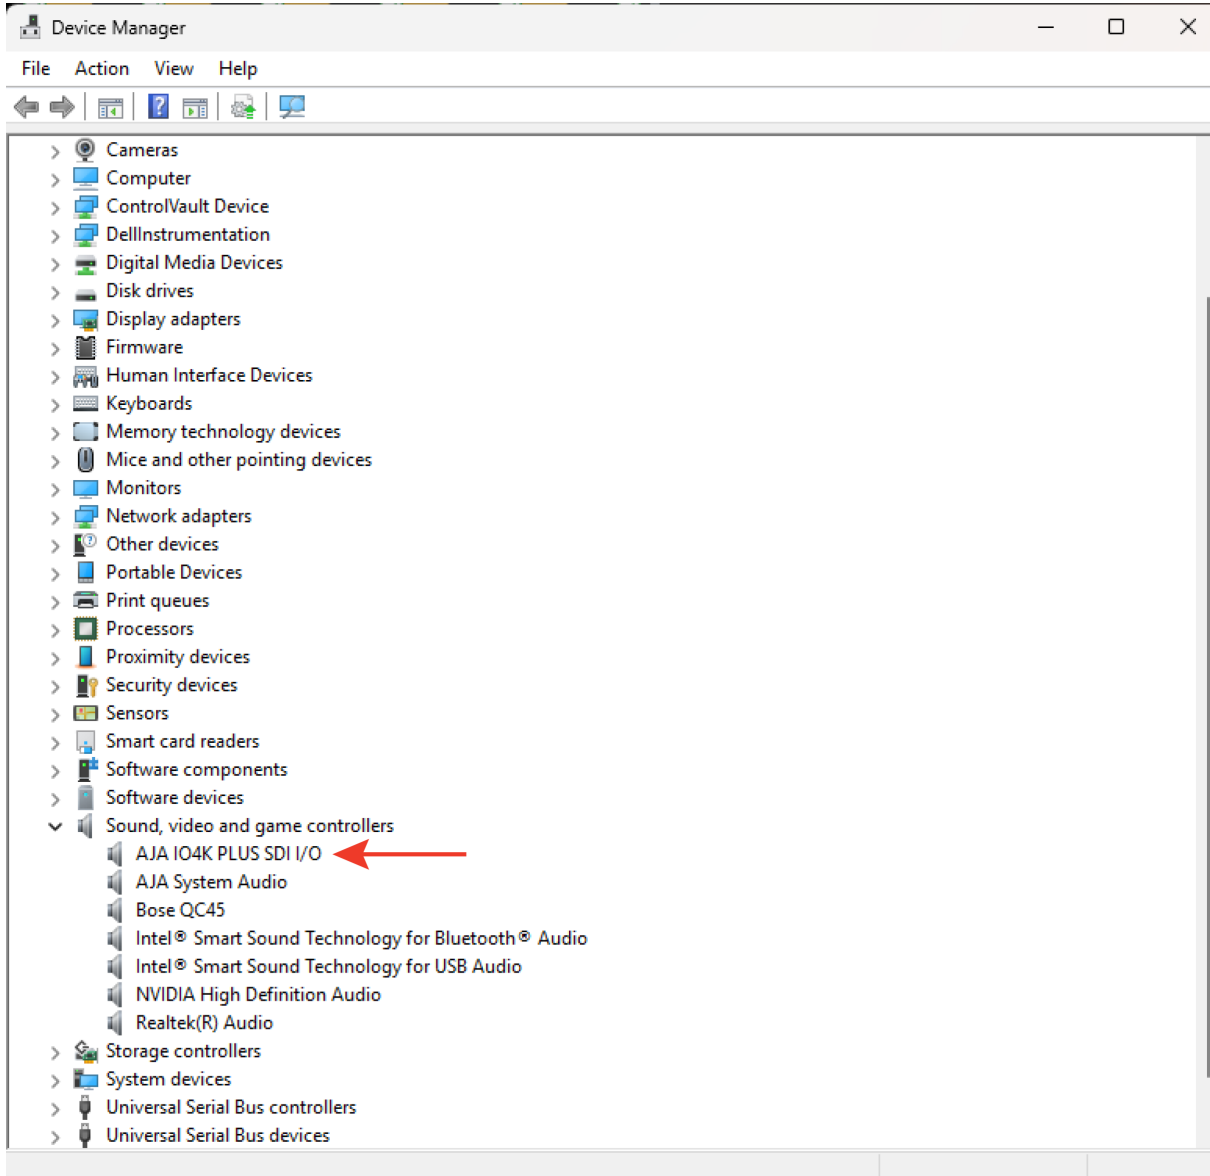 Device Manager
File Action View Help
Cameras
Computer
ControlVault Device
DellInstrumentation
Digital Media Devices
Disk drives
Display adapters
Firmware
Human Interface Devices
Keyboards
Memory technology devices
Mice and other pointing devices
Monitors
Network adapters
Other devices
Portable Devices
Print queues
Processors
Proximity devices
Security devices
Sensors
Smart card readers
Software components
Software devices
Sound, video and game controllers
AJA IO4K PLUS SDI I/O
AJA System Audio
Bose QC45
Intel® Smart Sound Technology for Bluetooth® Audio
Intel® Smart Sound Technology for USB Audio
NVIDIA High Definition Audio
Realtek(R) Audio
Storage controllers
System devices
Universal Serial Bus controllers
Universal Serial Bus devices